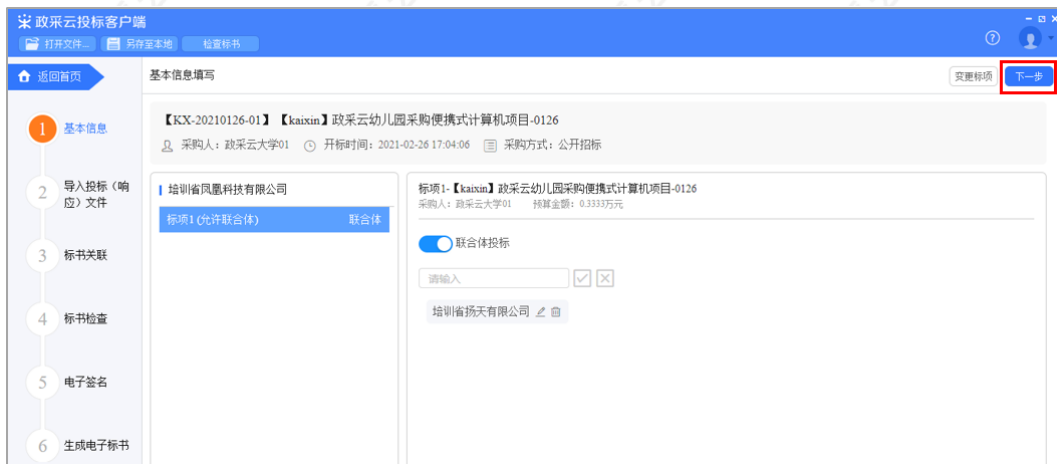 政采云投标客户端
打开文件... 另存至本地 检查标书
返回首页
基本信息填写
变更标项 下一步
1 基本信息
2 导入投标（响应）文件
3 标书关联
4 标书检查
5 电子签名
6 生成电子标书
【KX-20210126-01】【kaixin】政采云幼儿园采购便携式计算机项目-0126
采购人：政采云大学01 开标时间：2021-02-26 17:04:06 采购方式：公开招标
培训省凤凰科技有限公司
标项1 (允许联合体) 联合体
标项1-【kaixin】政采云幼儿园采购便携式计算机项目-0126
采购人：政采云大学01 预算金额：0.3333万元
联合体投标
请输入
培训省扬天有限公司